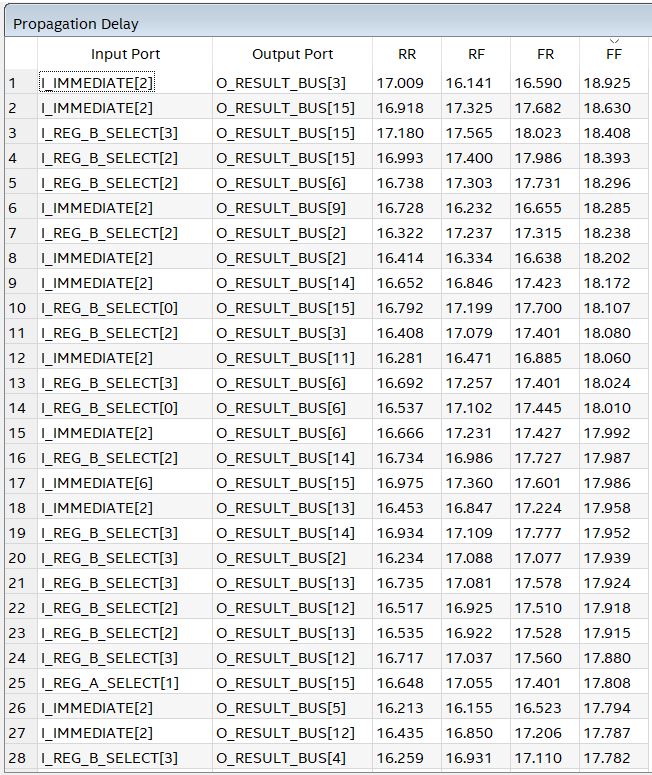 Propagation Delay
Input Port Output Port RR RF FR FF
1 I_IMMEDIATE[2] O_RESULT_BUS[3] 17.009 16.141 16.590 18.925
2 I_IMMEDIATE[2] O_RESULT_BUS[15] 16.918 17.325 17.682 18.630
3 I_REG_B_SELECT[3] O_RESULT_BUS[15] 17.180 17.565 18.023 18.408
4 I_REG_B_SELECT[2] O_RESULT_BUS[15] 16.993 17.400 17.986 18.393
5 I_REG_B_SELECT[2] O_RESULT_BUS[6] 16.738 17.303 17.731 18.296
6 I_IMMEDIATE[2] O_RESULT_BUS[9] 16.728 16.232 16.655 18.285
7 I_REG_B_SELECT[2] O_RESULT_BUS[2] 16.322 17.237 17.315 18.238
8 I_IMMEDIATE[2] O_RESULT_BUS[2] 16.414 16.334 16.638 18.202
9 I_IMMEDIATE[2] O_RESULT_BUS[14] 16.652 16.846 17.423 18.172
10 I_REG_B_SELECT[0] O_RESULT_BUS[15] 16.792 17.199 17.700 18.107
11 I_REG_B_SELECT[2] O_RESULT_BUS[3] 16.408 17.079 17.401 18.080
12 I_IMMEDIATE[2] O_RESULT_BUS[11] 16.281 16.471 16.885 18.060
13 I_REG_B_SELECT[3] O_RESULT_BUS[6] 16.692 17.257 17.401 18.024
14 I_REG_B_SELECT[0] O_RESULT_BUS[6] 16.537 17.102 17.445 18.010
15 I_IMMEDIATE[2] O_RESULT_BUS[6] 16.666 17.231 17.427 17.992
16 I_REG_B_SELECT[2] O_RESULT_BUS[14] 16.734 16.986 17.727 17.987
17 I_IMMEDIATE[6] O_RESULT_BUS[15] 16.975 17.360 17.601 17.986
18 I_IMMEDIATE[2] O_RESULT_BUS[13] 16.453 16.847 17.224 17.958
19 I_REG_B_SELECT[3] O_RESULT_BUS[14] 16.934 17.109 17.777 17.952
20 I_REG_B_SELECT[3] O_RESULT_BUS[2] 16.234 17.088 17.077 17.939
21 I_REG_B_SELECT[3] O_RESULT_BUS[13] 16.735 17.081 17.578 17.924
22 I_REG_B_SELECT[2] O_RESULT_BUS[12] 16.517 16.925 17.510 17.918
23 I_REG_B_SELECT[2] O_RESULT_BUS[13] 16.535 16.922 17.528 17.915
24 I_REG_B_SELECT[3] O_RESULT_BUS[12] 16.717 17.037 17.560 17.880
25 I_REG_A_SELECT[1] O_RESULT_BUS[15] 16.648 17.055 17.401 17.808
26 I_IMMEDIATE[2] O_RESULT_BUS[5] 16.213 16.155 16.523 17.794
27 I_IMMEDIATE[2] O_RESULT_BUS[12] 16.435 16.850 17.206 17.787
28 I_REG_B_SELECT[3] O_RESULT_BUS[4] 16.259 16.931 17.110 17.782